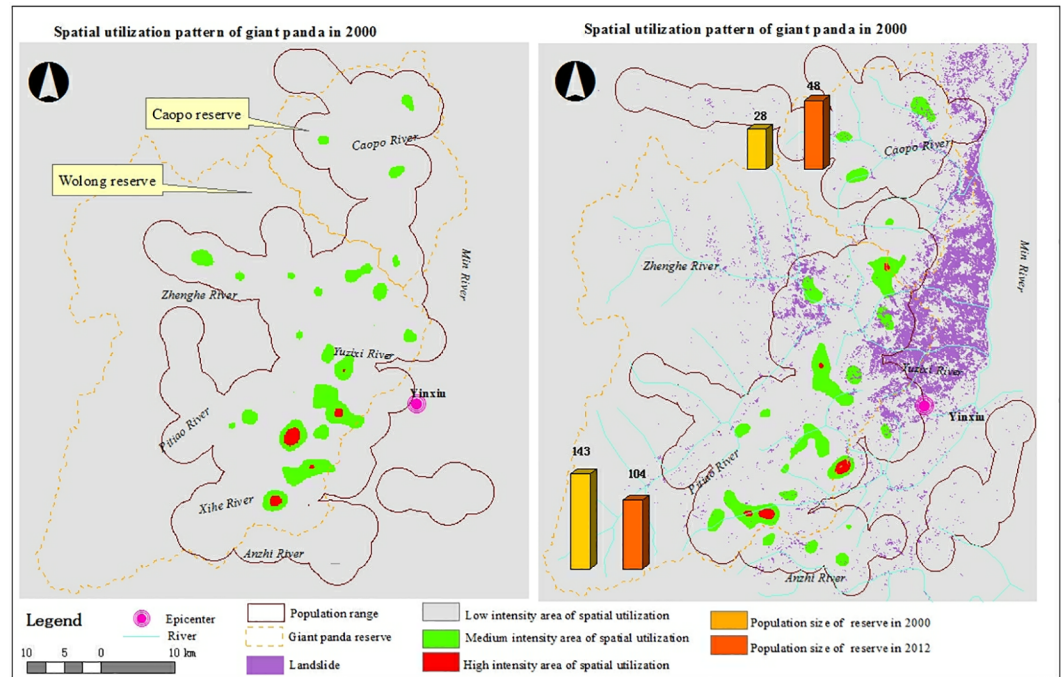 Spatial utilization pattern of giant panda in 2000
Caopo reserve
Caopo River
Wolong reserve
Min River
Zhenghe River
Yuzixi River
Yinxiu
Pitiao River
Xihe River
Anzhi River
Spatial utilization pattern of giant panda in 2000
48
28
Caopo River
Min River
Zhenghe River
Yuzixi River
Yinxiu
143
104
Pitiao River
Anzhi River
Legend
Epicenter
River
10 5 0 10 km
Population range
Giant panda reserve
Landslide
Low intensity area of spatial utilization
Medium intensity area of spatial utilization
High intensity area of spatial utilization
Population size of reserve in 2000
Population size of reserve in 2012